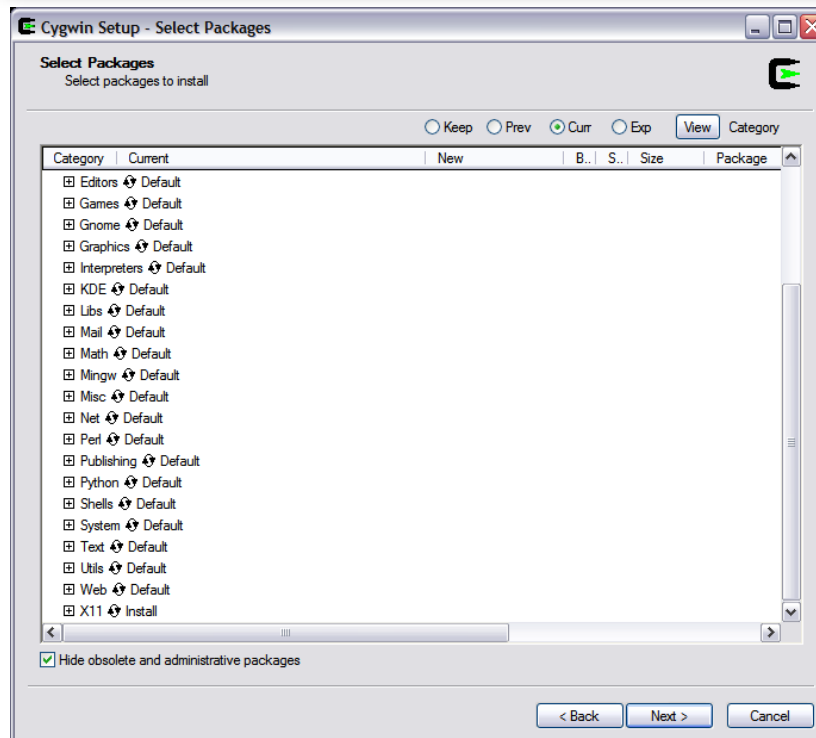 Cygwin Setup - Select Packages
Select Packages
Select packages to install
Keep Prev Curr Exp View Category
Category Current New B.. S.. Size Package
Editors Default
Games Default
Gnome Default
Graphics Default
Interpreters Default
KDE Default
Libs Default
Mail Default
Math Default
Mingw Default
Misc Default
Net Default
Perl Default
Publishing Default
Python Default
Shells Default
System Default
Text Default
Utils Default
Web Default
X11 Install
Hide obsolete and administrative packages
< Back Next > Cancel